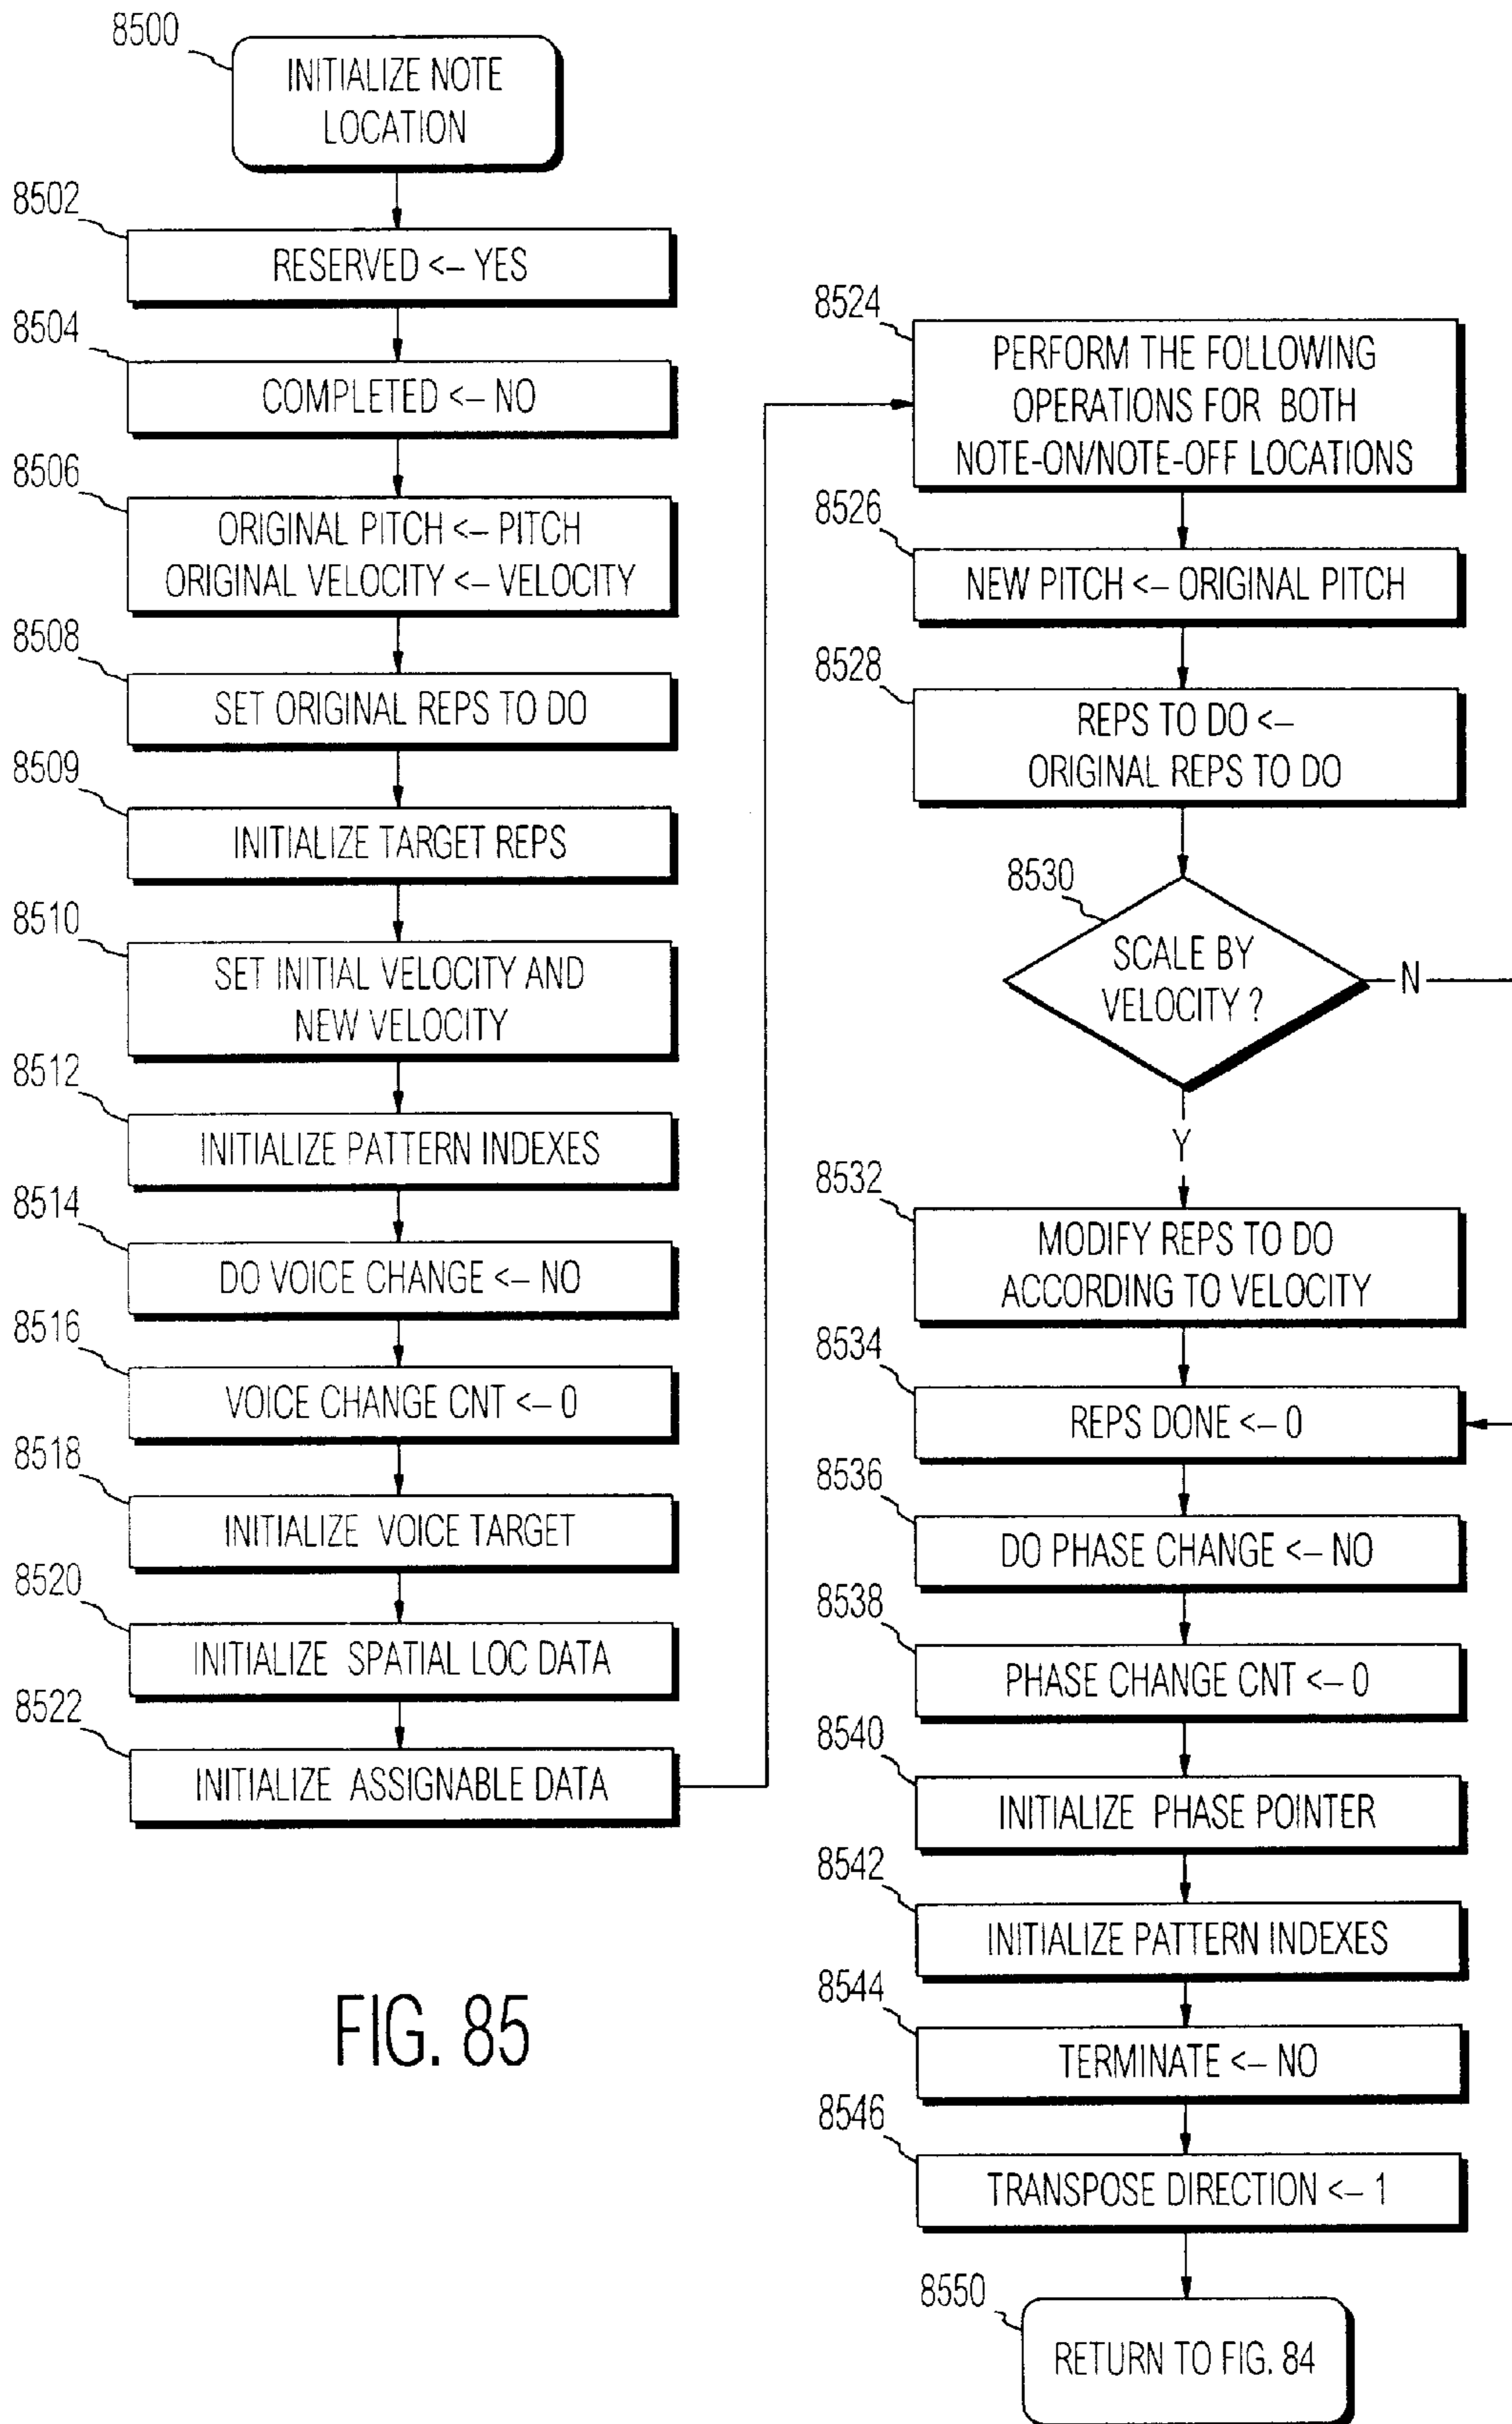 8500
INITIALIZE NOTE
LOCATION
8502
RESERVED <– YES
8504
COMPLETED <– NO
8506
ORIGINAL PITCH <– PITCH
ORIGINAL VELOCITY <– VELOCITY
8508
SET ORIGINAL REPS TO DO
8509
INITIALIZE TARGET REPS
8510
SET INITIAL VELOCITY AND
NEW VELOCITY
8512
INITIALIZE PATTERN INDEXES
8514
DO VOICE CHANGE <– NO
8516
VOICE CHANGE CNT <– 0
8518
INITIALIZE VOICE TARGET
8520
INITIALIZE SPATIAL LOC DATA
8522
INITIALIZE ASSIGNABLE DATA
8524
PERFORM THE FOLLOWING
OPERATIONS FOR BOTH
NOTE-ON/NOTE-OFF LOCATIONS
8526
NEW PITCH <– ORIGINAL PITCH
8528
REPS TO DO <–
ORIGINAL REPS TO DO
8530
SCALE BY
VELOCITY ?
N
Y
8532
MODIFY REPS TO DO
ACCORDING TO VELOCITY
8534
REPS DONE <– 0
8536
DO PHASE CHANGE <– NO
8538
PHASE CHANGE CNT <– 0
8540
INITIALIZE PHASE POINTER
8542
INITIALIZE PATTERN INDEXES
8544
TERMINATE <– NO
8546
TRANSPOSE DIRECTION <– 1
8550
RETURN TO FIG. 84
FIG. 85